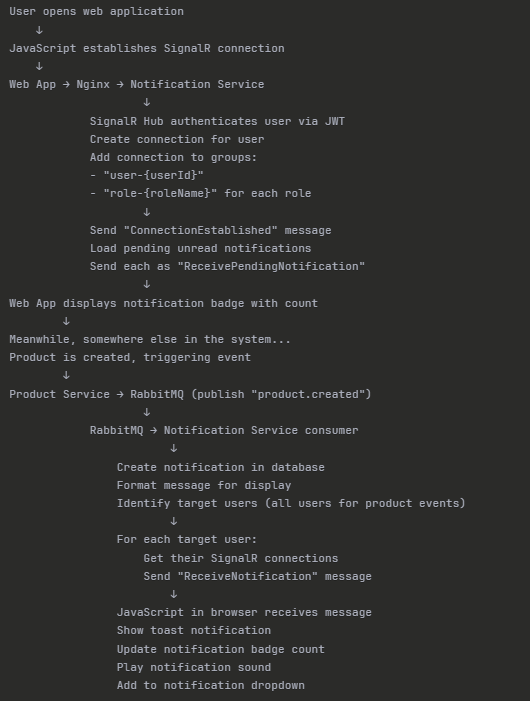 User opens web application
↓
JavaScript establishes SignalR connection
↓
Web App → Nginx → Notification Service
↓
SignalR Hub authenticates user via JWT
Create connection for user
Add connection to groups:
- "user-{userId}"
- "role-{roleName}" for each role
↓
Send "ConnectionEstablished" message
Load pending unread notifications
Send each as "ReceivePendingNotification"
↓
Web App displays notification badge with count
↓
Meanwhile, somewhere else in the system...
Product is created, triggering event
↓
Product Service → RabbitMQ (publish "product.created")
↓
RabbitMQ → Notification Service consumer
↓
Create notification in database
Format message for display
Identify target users (all users for product events)
↓
For each target user:
Get their SignalR connections
Send "ReceiveNotification" message
↓
JavaScript in browser receives message
Show toast notification
Update notification badge count
Play notification sound
Add to notification dropdown